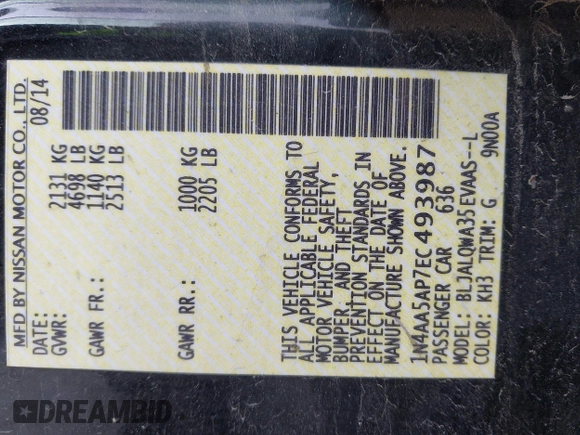 MFD BY NISSAN MOTOR CO., LTD.
DATE: 08/14
GVWR: 2131 KG
4698 LB
GAWR FR.: 1140 KG
2513 LB
GAWR RR.: 1000 KG
2205 LB
THIS VEHICLE CONFORMS TO
ALL APPLICABLE FEDERAL
MOTOR VEHICLE SAFETY,
BUMPER, AND THEFT
PREVENTION STANDARDS IN
EFFECT ON THE DATE OF
MANUFACTURE SHOWN ABOVE.
1N4AA5AP7EC493987
PASSENGER CAR 636
MODEL: BLJALQWA35EVAAS--L
COLOR: KH3 TRIM: G 9N00A
DREAMBID